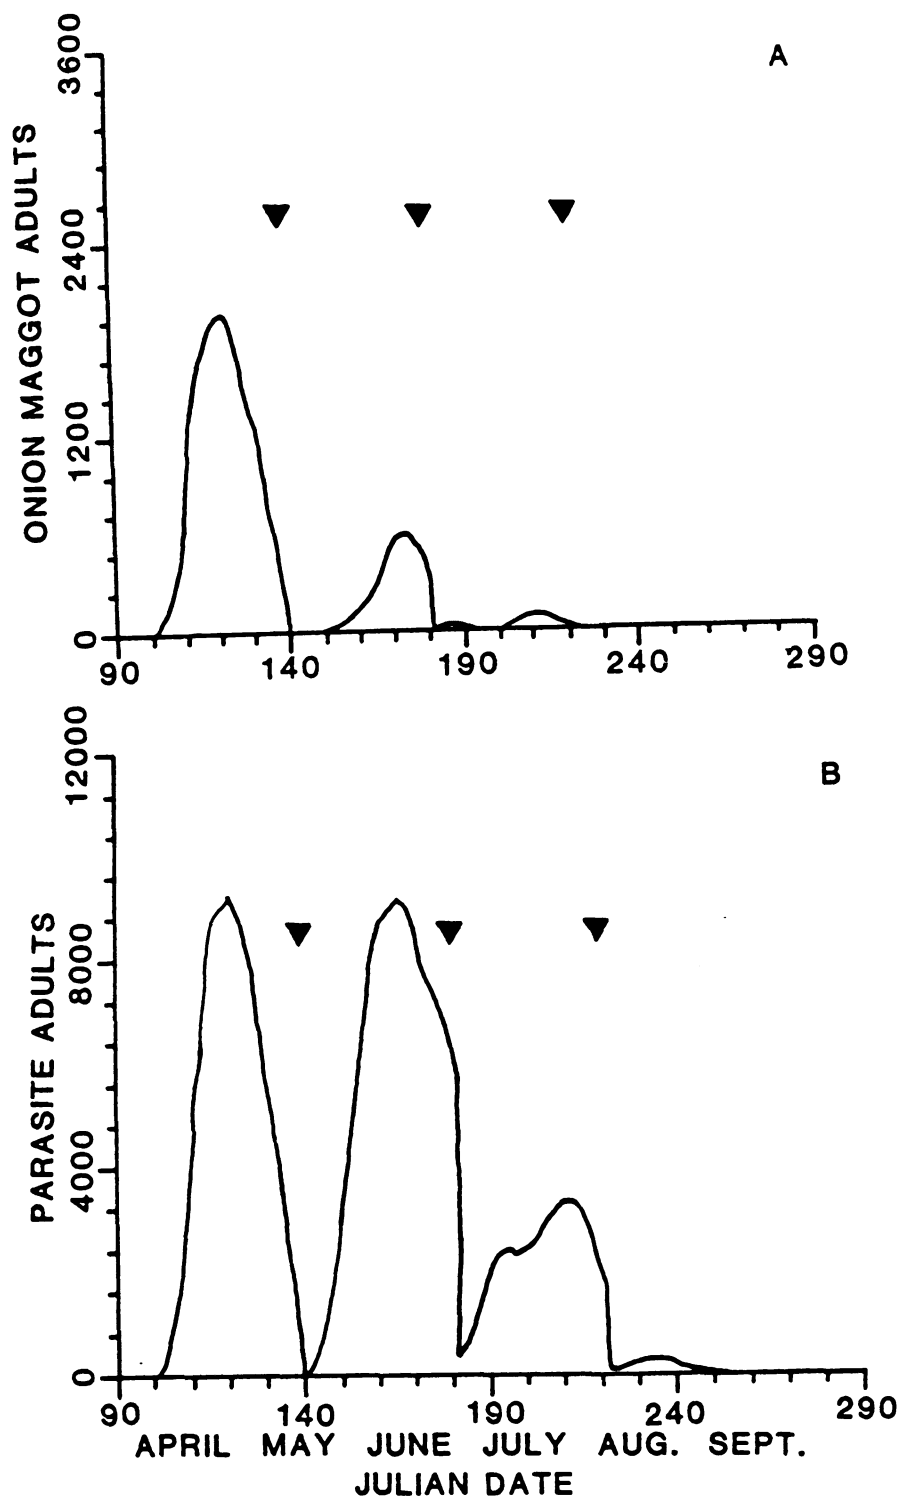 A
ONION MAGGOT ADULTS
3600
2400
1200
0
90 140 190 240 290
B
PARASITE ADULTS
12000
8000
4000
0
90 140 190 240 290
APRIL MAY JUNE JULY AUG. SEPT.
JULIAN DATE